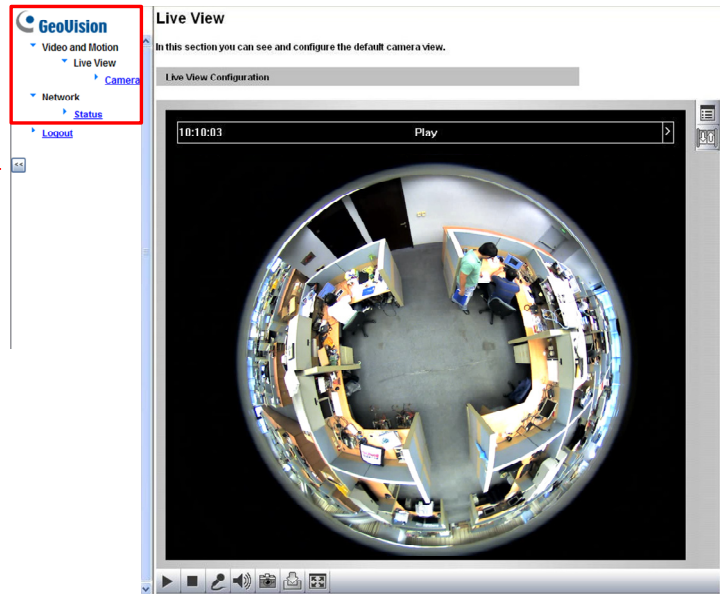 GeoVision
Video and Motion
Live View
Camera
Network
Status
Logout
<<
Live View
In this section you can see and configure the default camera view.
Live View Configuration
10:10:03 Play >